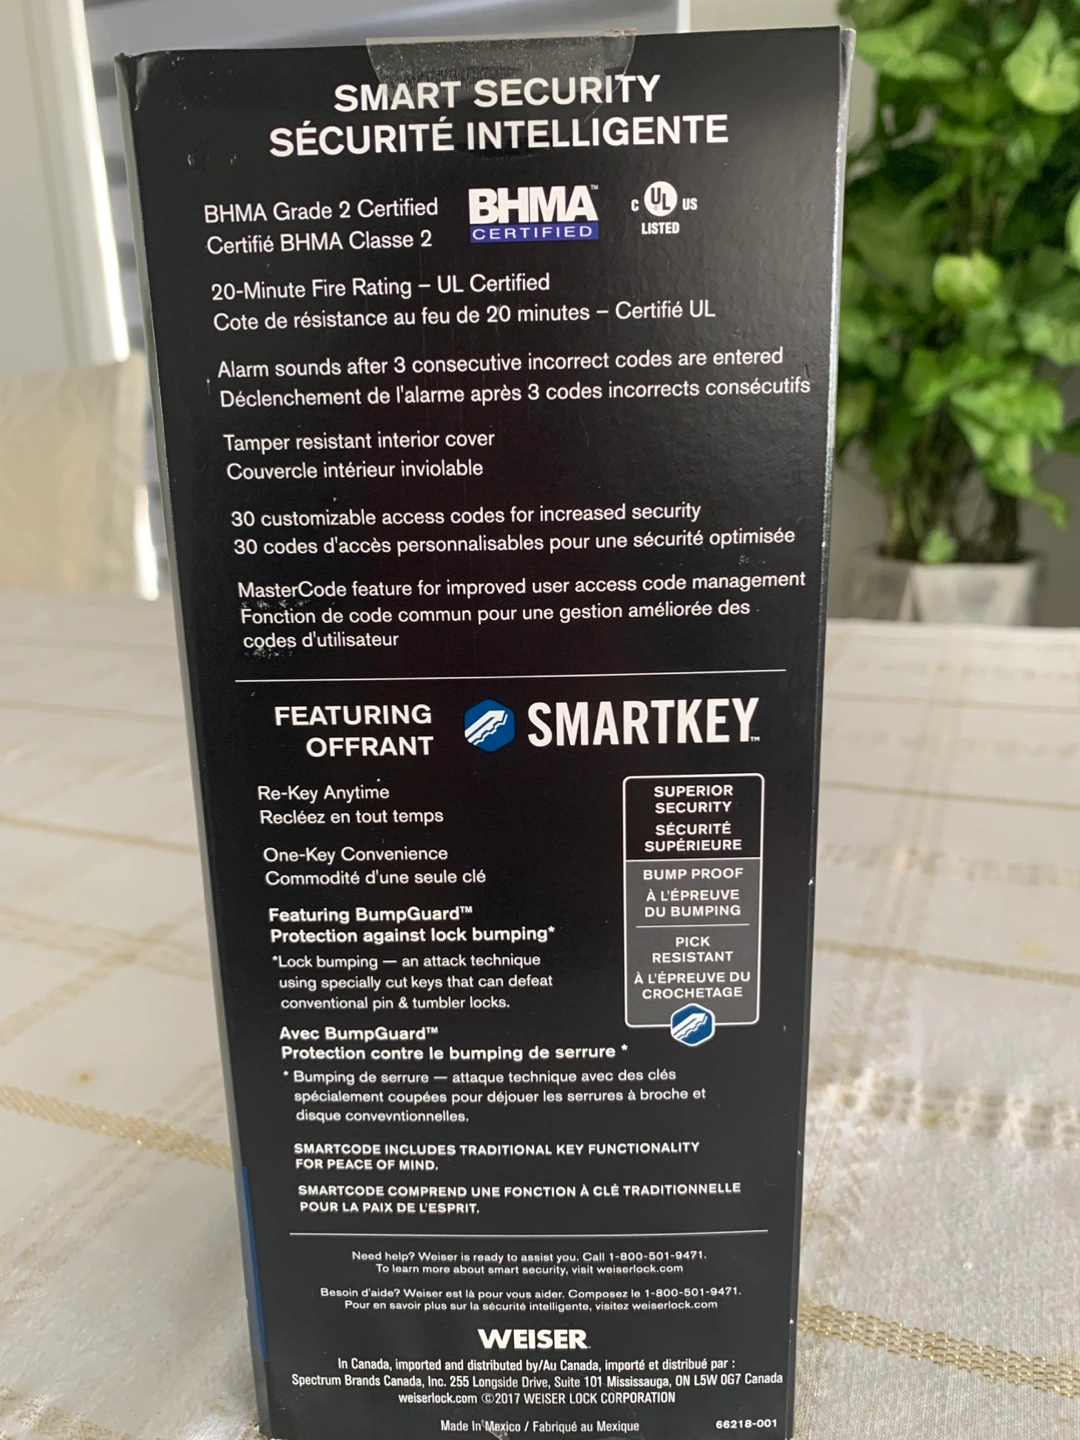 SMART SECURITY
SÉCURITÉ INTELLIGENTE
BHMA Grade 2 Certified
Certifié BHMA Classe 2
BHMA™
CERTIFIED
C UL US
LISTED
20-Minute Fire Rating – UL Certified
Cote de résistance au feu de 20 minutes – Certifié UL
Alarm sounds after 3 consecutive incorrect codes are entered
Déclenchement de l'alarme après 3 codes incorrects consécutifs
Tamper resistant interior cover
Couvercle intérieur inviolable
30 customizable access codes for increased security
30 codes d'accès personnalisables pour une sécurité optimisée
MasterCode feature for improved user access code management
Fonction de code commun pour une gestion améliorée des
codes d'utilisateur
FEATURING
OFFRANT
SMARTKEY™
Re-Key Anytime
Recléez en tout temps
One-Key Convenience
Commodité d'une seule clé
Featuring BumpGuard™
Protection against lock bumping*
*Lock bumping — an attack technique
using specially cut keys that can defeat
conventional pin & tumbler locks.
Avec BumpGuard™
Protection contre le bumping de serrure *
* Bumping de serrure — attaque technique avec des clés
spécialement coupées pour déjouer les serrures à broche et
disque convevntionnelles.
SUPERIOR
SECURITY
SÉCURITÉ
SUPÉRIEURE
BUMP PROOF
À L'ÉPREUVE
DU BUMPING
PICK
RESISTANT
À L'ÉPREUVE DU
CROCHETAGE
SMARTCODE INCLUDES TRADITIONAL KEY FUNCTIONALITY
FOR PEACE OF MIND.
SMARTCODE COMPREND UNE FONCTION À CLÉ TRADITIONNELLE
POUR LA PAIX DE L'ESPRIT.
Need help? Weiser is ready to assist you. Call 1-800-501-9471.
To learn more about smart security, visit weiserlock.com
Besoin d'aide? Weiser est là pour vous aider. Composez le 1-800-501-9471.
Pour en savoir plus sur la sécurité intelligente, visitez weiserlock.com
WEISER
In Canada, imported and distributed by/Au Canada, importé et distribué par :
Spectrum Brands Canada, Inc. 255 Longside Drive, Suite 101 Mississauga, ON L5W 0G7 Canada
weiserlock.com ©2017 WEISER LOCK CORPORATION
Made In Mexico / Fabriqué au Mexique
66218-001